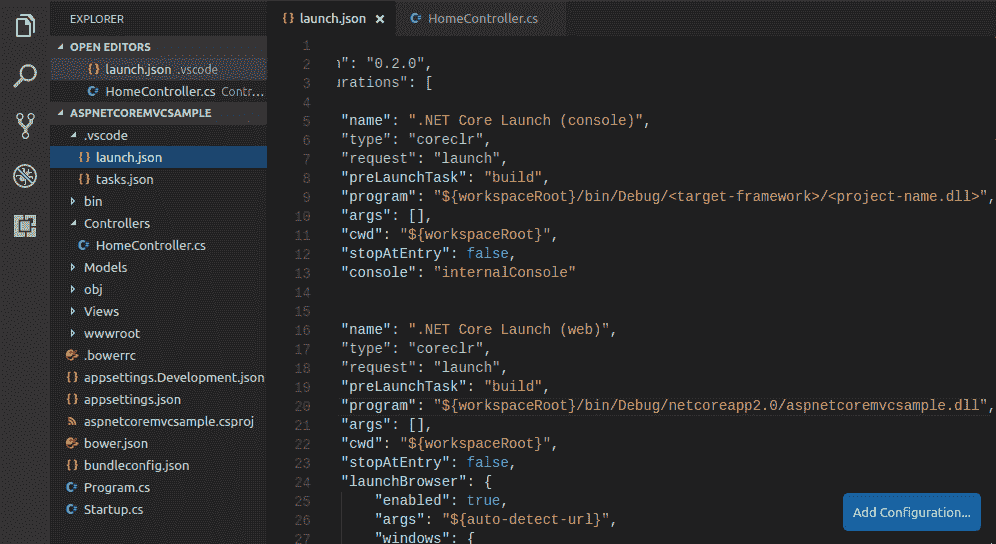 EXPLORER
OPEN EDITORS
{} launch.json .vscode
C# HomeController.cs Contr...
ASPNETCOREMVCSAMPLE
.vscode
{} launch.json
{} tasks.json
bin
Controllers
C# HomeController.cs
Models
obj
Views
wwwroot
.bowerrc
{} appsettings.Development.json
{} appsettings.json
aspnetcoremvcsample.csproj
bower.json
{} bundleconfig.json
C# Program.cs
C# Startup.cs
{} launch.json ×
C# HomeController.cs
1
2 ": "0.2.0",
3 urations": [
4
5 "name": ".NET Core Launch (console)",
6 "type": "coreclr",
7 "request": "launch",
8 "preLaunchTask": "build",
9 "program": "${workspaceRoot}/bin/Debug/<target-framework>/<project-name.dll>",
10 "args": [],
11 "cwd": "${workspaceRoot}",
12 "stopAtEntry": false,
13 "console": "internalConsole"
14
15
16 "name": ".NET Core Launch (web)",
17 "type": "coreclr",
18 "request": "launch",
19 "preLaunchTask": "build",
20 "program": "${workspaceRoot}/bin/Debug/netcoreapp2.0/aspnetcoremvcsample.dll",
21 "args": [],
22 "cwd": "${workspaceRoot}",
23 "stopAtEntry": false,
24 "launchBrowser": {
25 "enabled": true,
26 "args": "${auto-detect-url}",
27 "windows": {
Add Configuration...